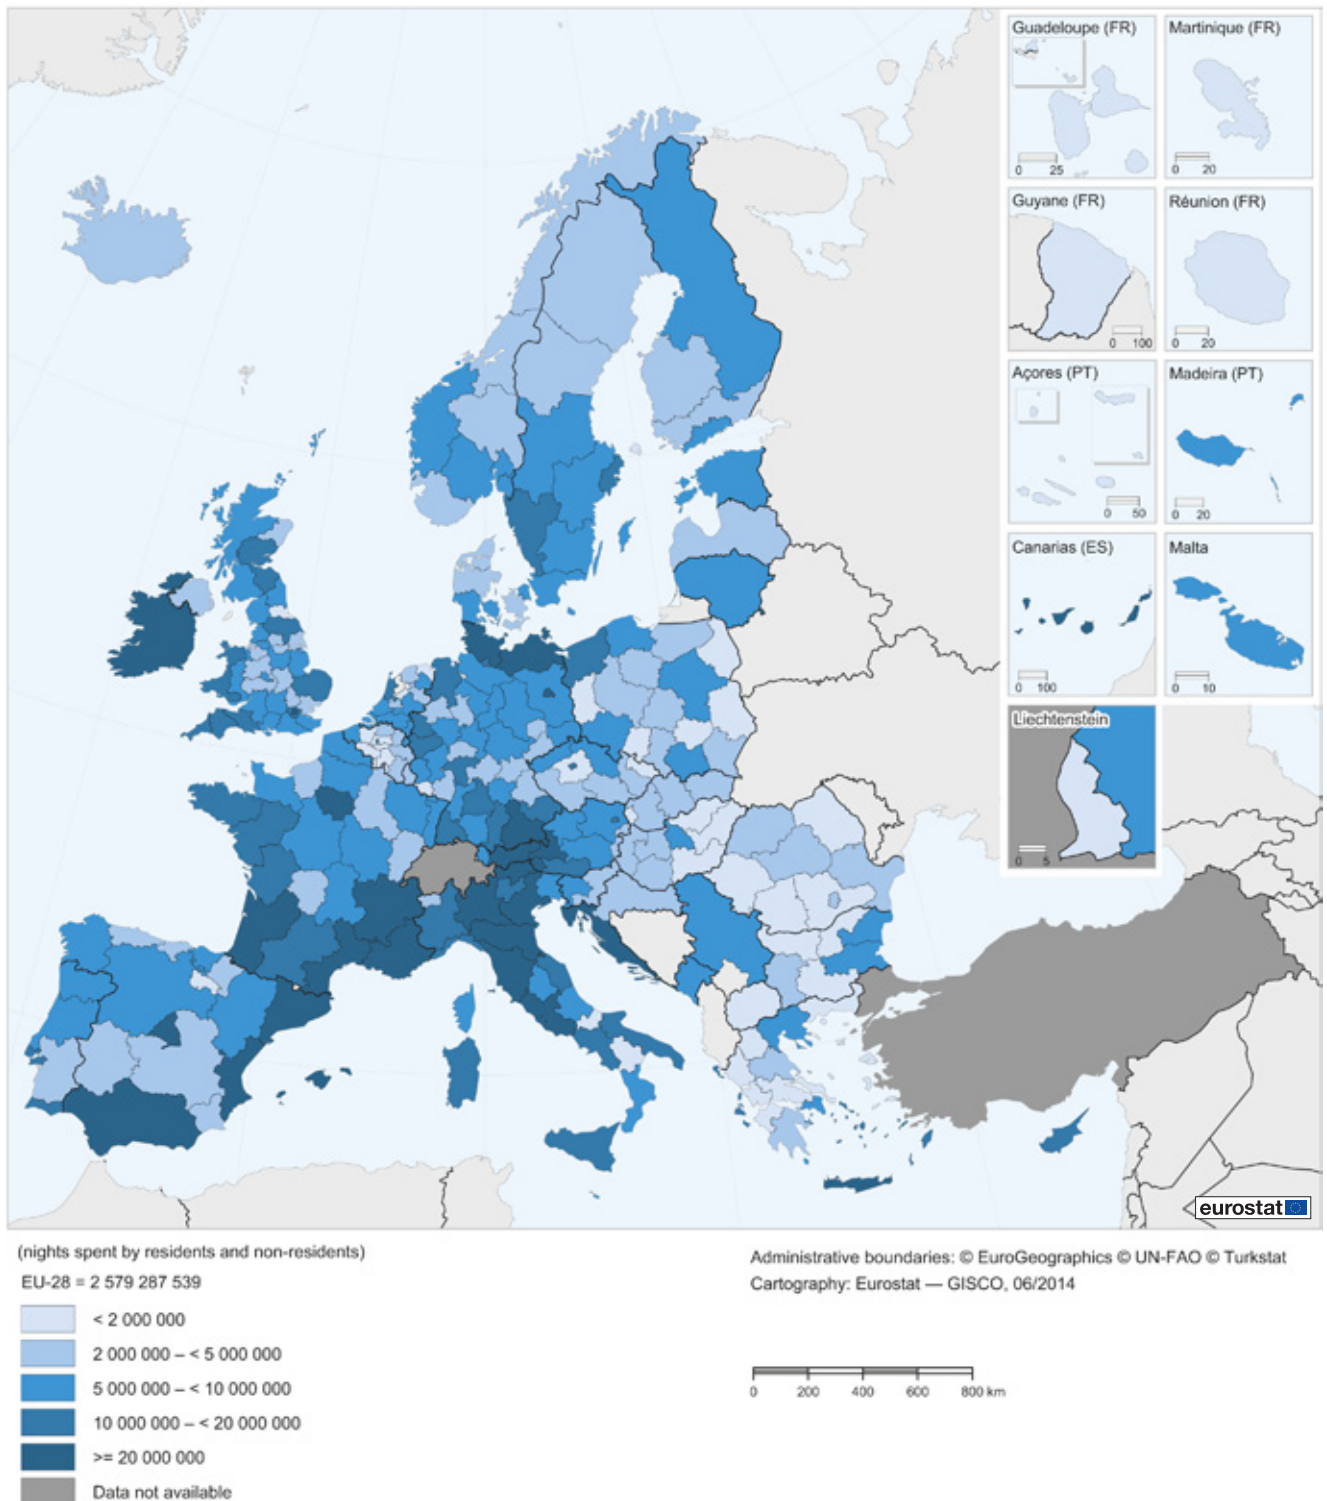 Guadeloupe (FR)
0 25
Martinique (FR)
0 20
Guyane (FR)
0 100
Réunion (FR)
0 20
Açores (PT)
0 50
Madeira (PT)
0 20
Canarias (ES)
0 100
Malta
0 10
Liechtenstein
0 5
eurostat
(nights spent by residents and non-residents)
EU-28 = 2 579 287 539
< 2 000 000
2 000 000 – < 5 000 000
5 000 000 – < 10 000 000
10 000 000 – < 20 000 000
>= 20 000 000
Data not available
Administrative boundaries: © EuroGeographics © UN-FAO © Turkstat
Cartography: Eurostat — GISCO, 06/2014
0 200 400 600 800 km